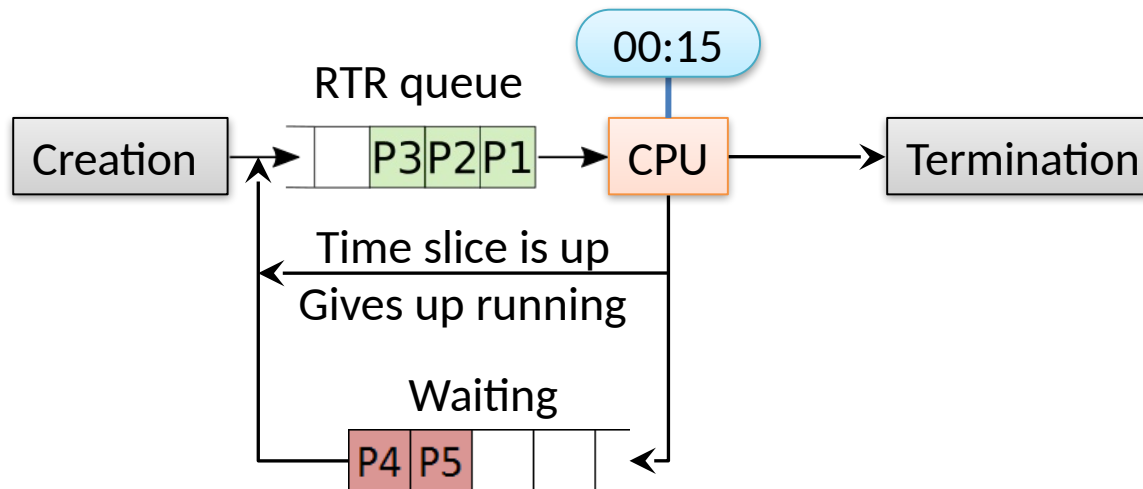 00:15
RTR queue
Creation
P3 P2 P1
CPU
Termination
Time slice is up
Gives up running
Waiting
P4 P5